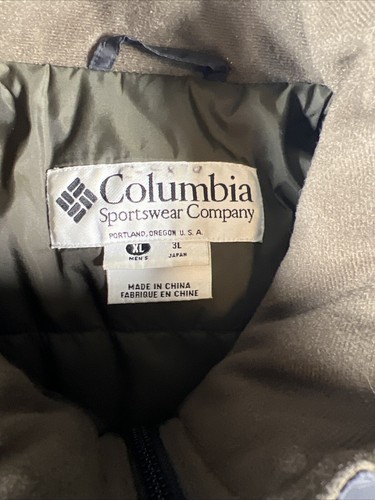 Columbia
Sportswear Company
PORTLAND, OREGON U.S.A.
XL 3L
MEN'S JAPAN
MADE IN CHINA
FABRIQUE EN CHINE